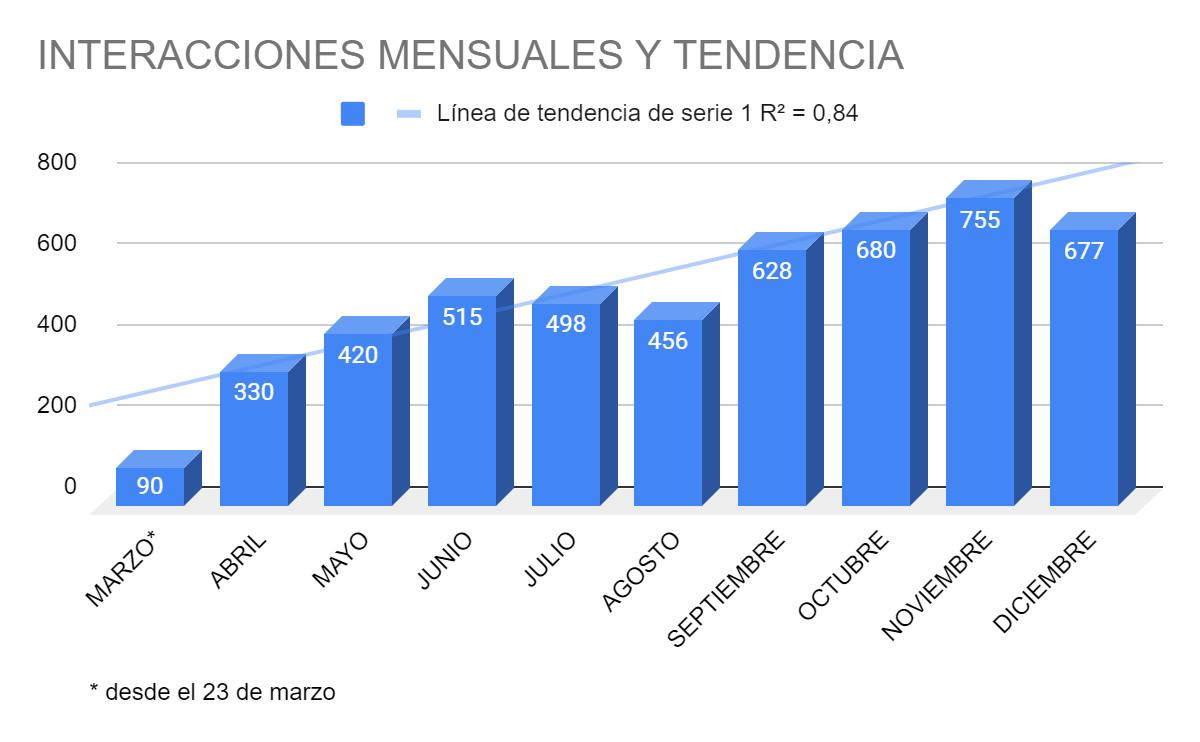 INTERACCIONES MENSUALES Y TENDENCIA
Línea de tendencia de serie 1 R² = 0,84
800
600
400
200
0
90
330
420
515
498
456
628
680
755
677
MARZO*
ABRIL
MAYO
JUNIO
JULIO
AGOSTO
SEPTIEMBRE
OCTUBRE
NOVIEMBRE
DICIEMBRE
* desde el 23 de marzo